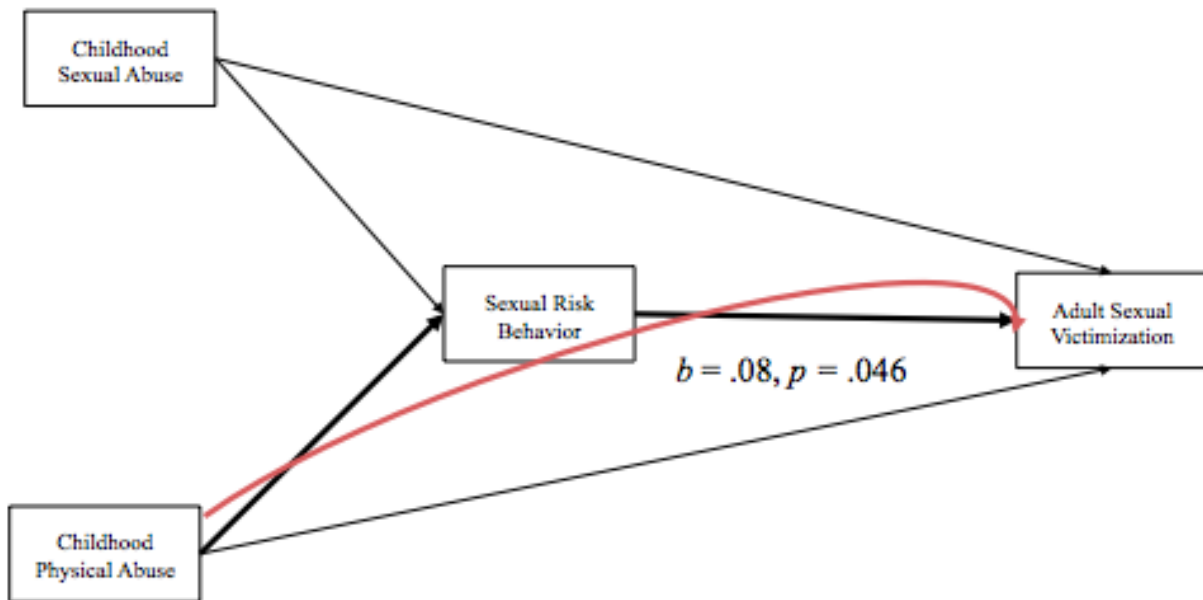 Childhood
Sexual Abuse
Sexual Risk
Behavior
Adult Sexual
Victimization
b = .08, p = .046
Childhood
Physical Abuse